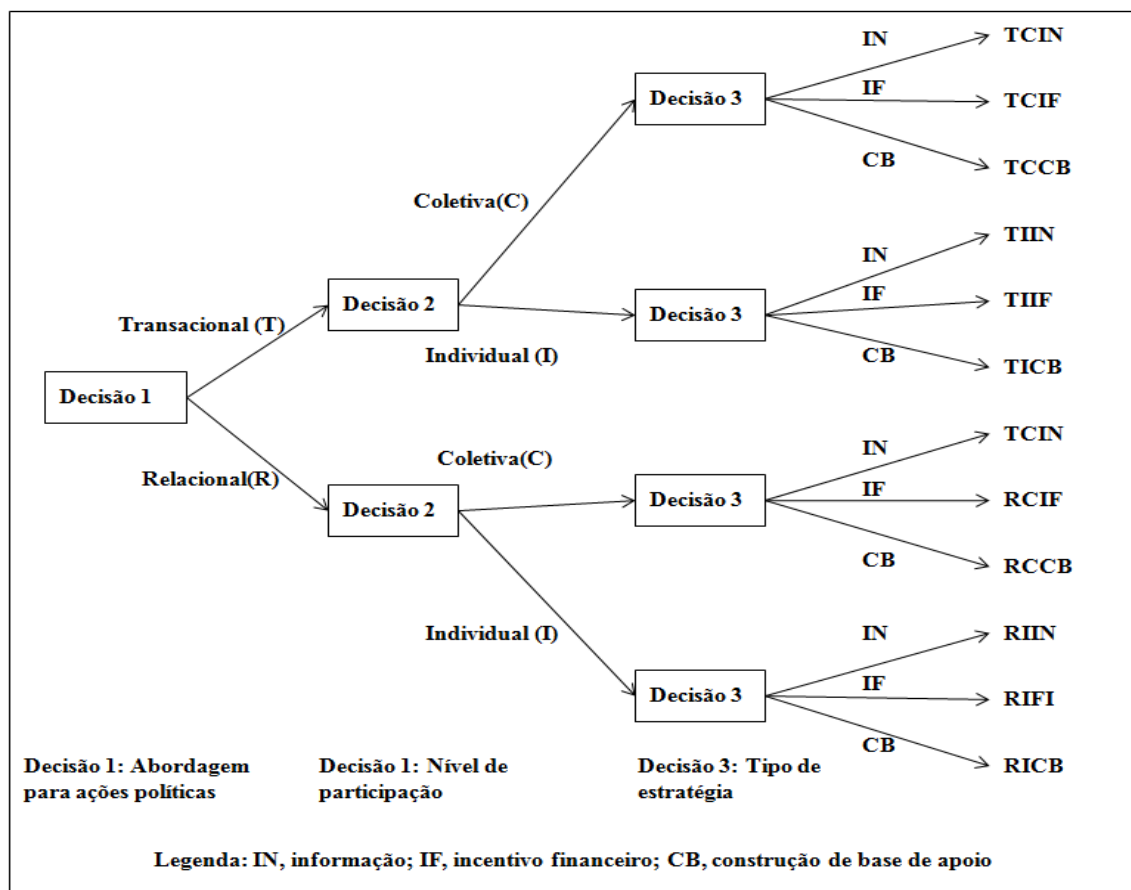 IN
TCIN
Decisão 3
IF
TCIF
CB
TCCB
Coletiva(C)
IN
TIIN
Decisão 2
Decisão 3
IF
TIIF
Transacional (T)
Individual (I)
CB
TICB
Decisão 1
IN
TCIN
Coletiva(C)
Relacional(R)
Decisão 2
Decisão 3
IF
RCIF
CB
RCCB
Individual (I)
IN
RIIN
Decisão 3
IF
RIFI
CB
RICB
Decisão 1: Abordagem
para ações políticas
Decisão 1: Nível de
participação
Decisão 3: Tipo de
estratégia
Legenda: IN, informação; IF, incentivo financeiro; CB, construção de base de apoio